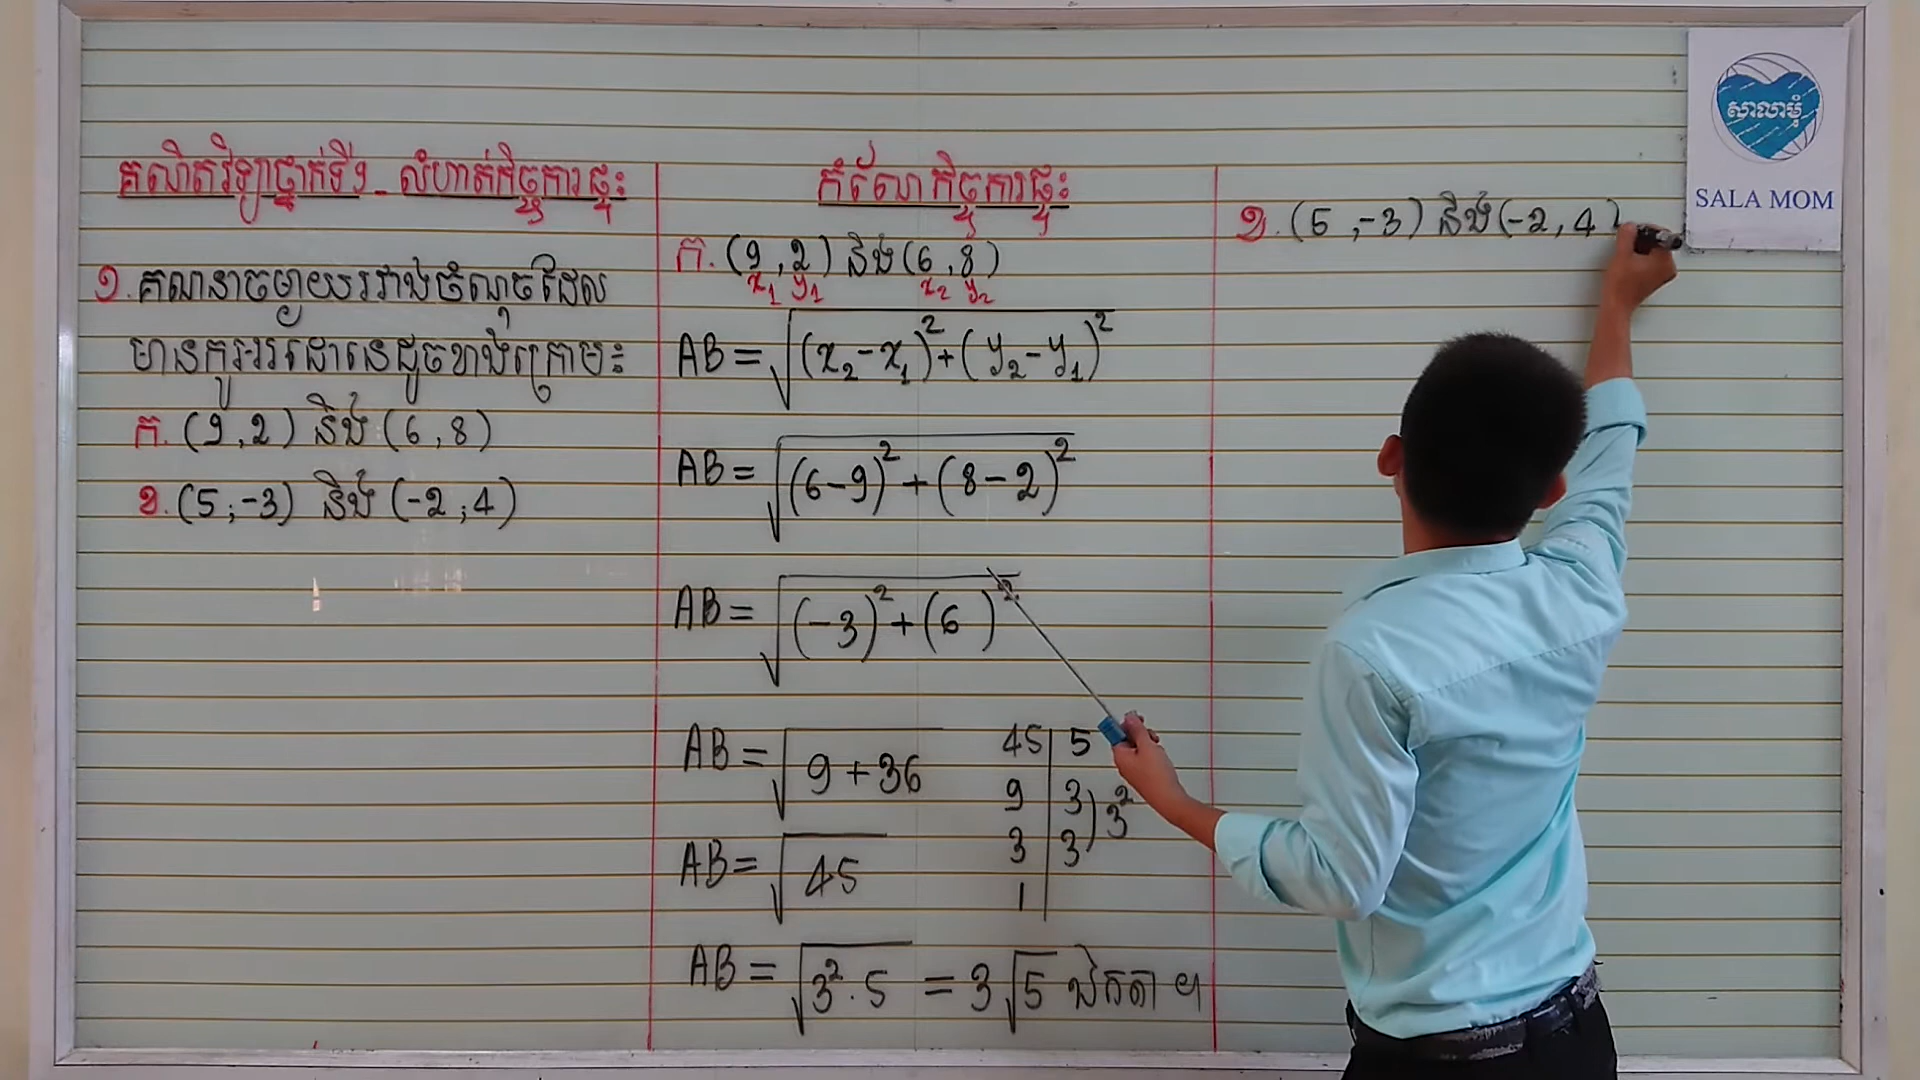 គណិតវិទ្យាថ្នាក់ទី៩ - លំហាត់កិច្ចការផ្ទះ
១. គណនាចម្ងាយរវាងចំណុចដែល
មានកូអរដោនេដូចខាងក្រោម៖
ក. (9, 2) និង (6, 8)
ខ. (5, -3) និង (-2, 4)
កំណែកិច្ចការផ្ទះ
ក. (9, 2) និង (6, 8)
x₁ y₁ x₂ y₂
AB = √((x₂ - x₁)² + (y₂ - y₁)²)
AB = √((6 - 9)² + (8 - 2)²)
AB = √((-3)² + (6)²)
AB = √(9 + 36)
AB = √45
AB = √(3² . 5) = 3√5 ឯកតា ។
45 | 5
9 | 3
3 | 3 ) 3²
1 |
ខ. (5, -3) និង (-2, 4)
សាលាមុំ
SALA MOM